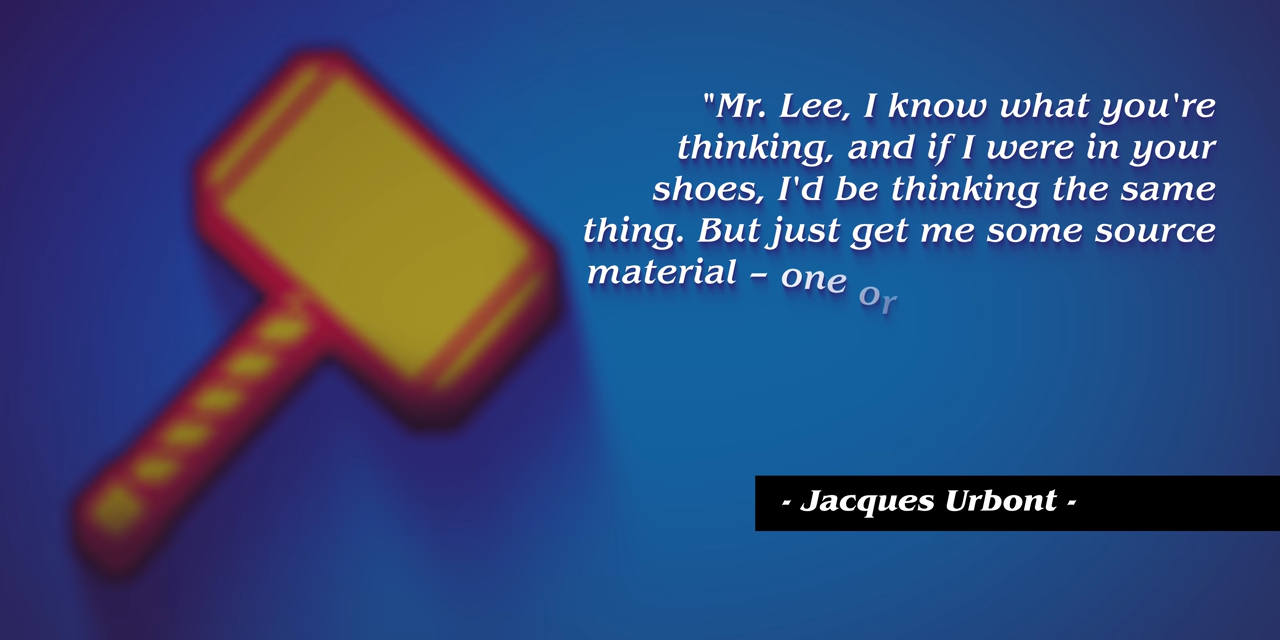 "Mr. Lee, I know what you're
thinking, and if I were in your
shoes, I'd be thinking the same
thing. But just get me some source
material – one or
- Jacques Urbont -